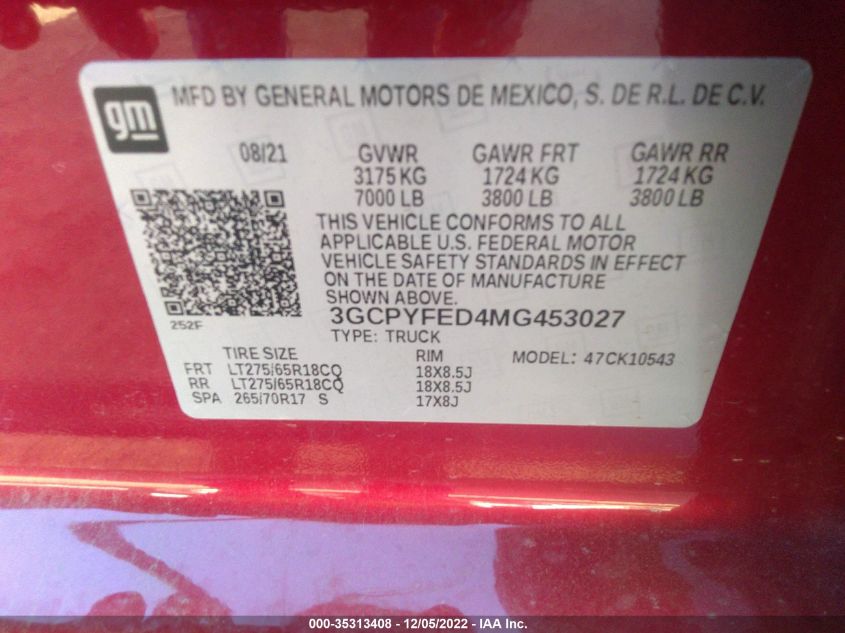 gm
MFD BY GENERAL MOTORS DE MEXICO, S. DE R.L. DE C.V.
08/21 GVWR GAWR FRT GAWR RR
3175 KG 1724 KG 1724 KG
7000 LB 3800 LB 3800 LB
THIS VEHICLE CONFORMS TO ALL
APPLICABLE U.S. FEDERAL MOTOR
VEHICLE SAFETY STANDARDS IN EFFECT
ON THE DATE OF MANUFACTURE
SHOWN ABOVE.
252F
3GCPYFED4MG453027
TYPE: TRUCK
TIRE SIZE RIM MODEL: 47CK10543
FRT LT275/65R18CQ 18X8.5J
RR LT275/65R18CQ 18X8.5J
SPA 265/70R17 S 17X8J
000-35313408 - 12/05/2022 - IAA Inc.